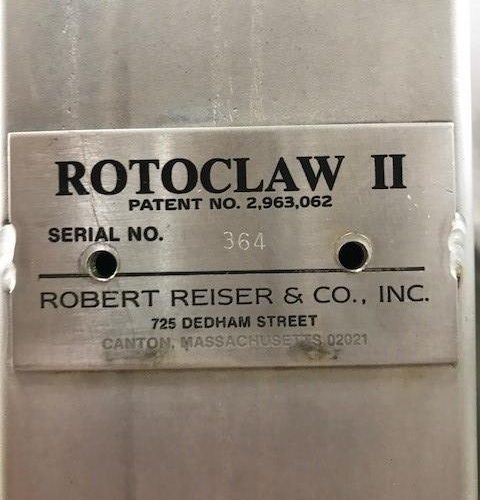 ROTOCLAW II
PATENT NO. 2,963,062
SERIAL NO. 364
ROBERT REISER & CO., INC.
725 DEDHAM STREET
CANTON, MASSACHUSETTS 02021